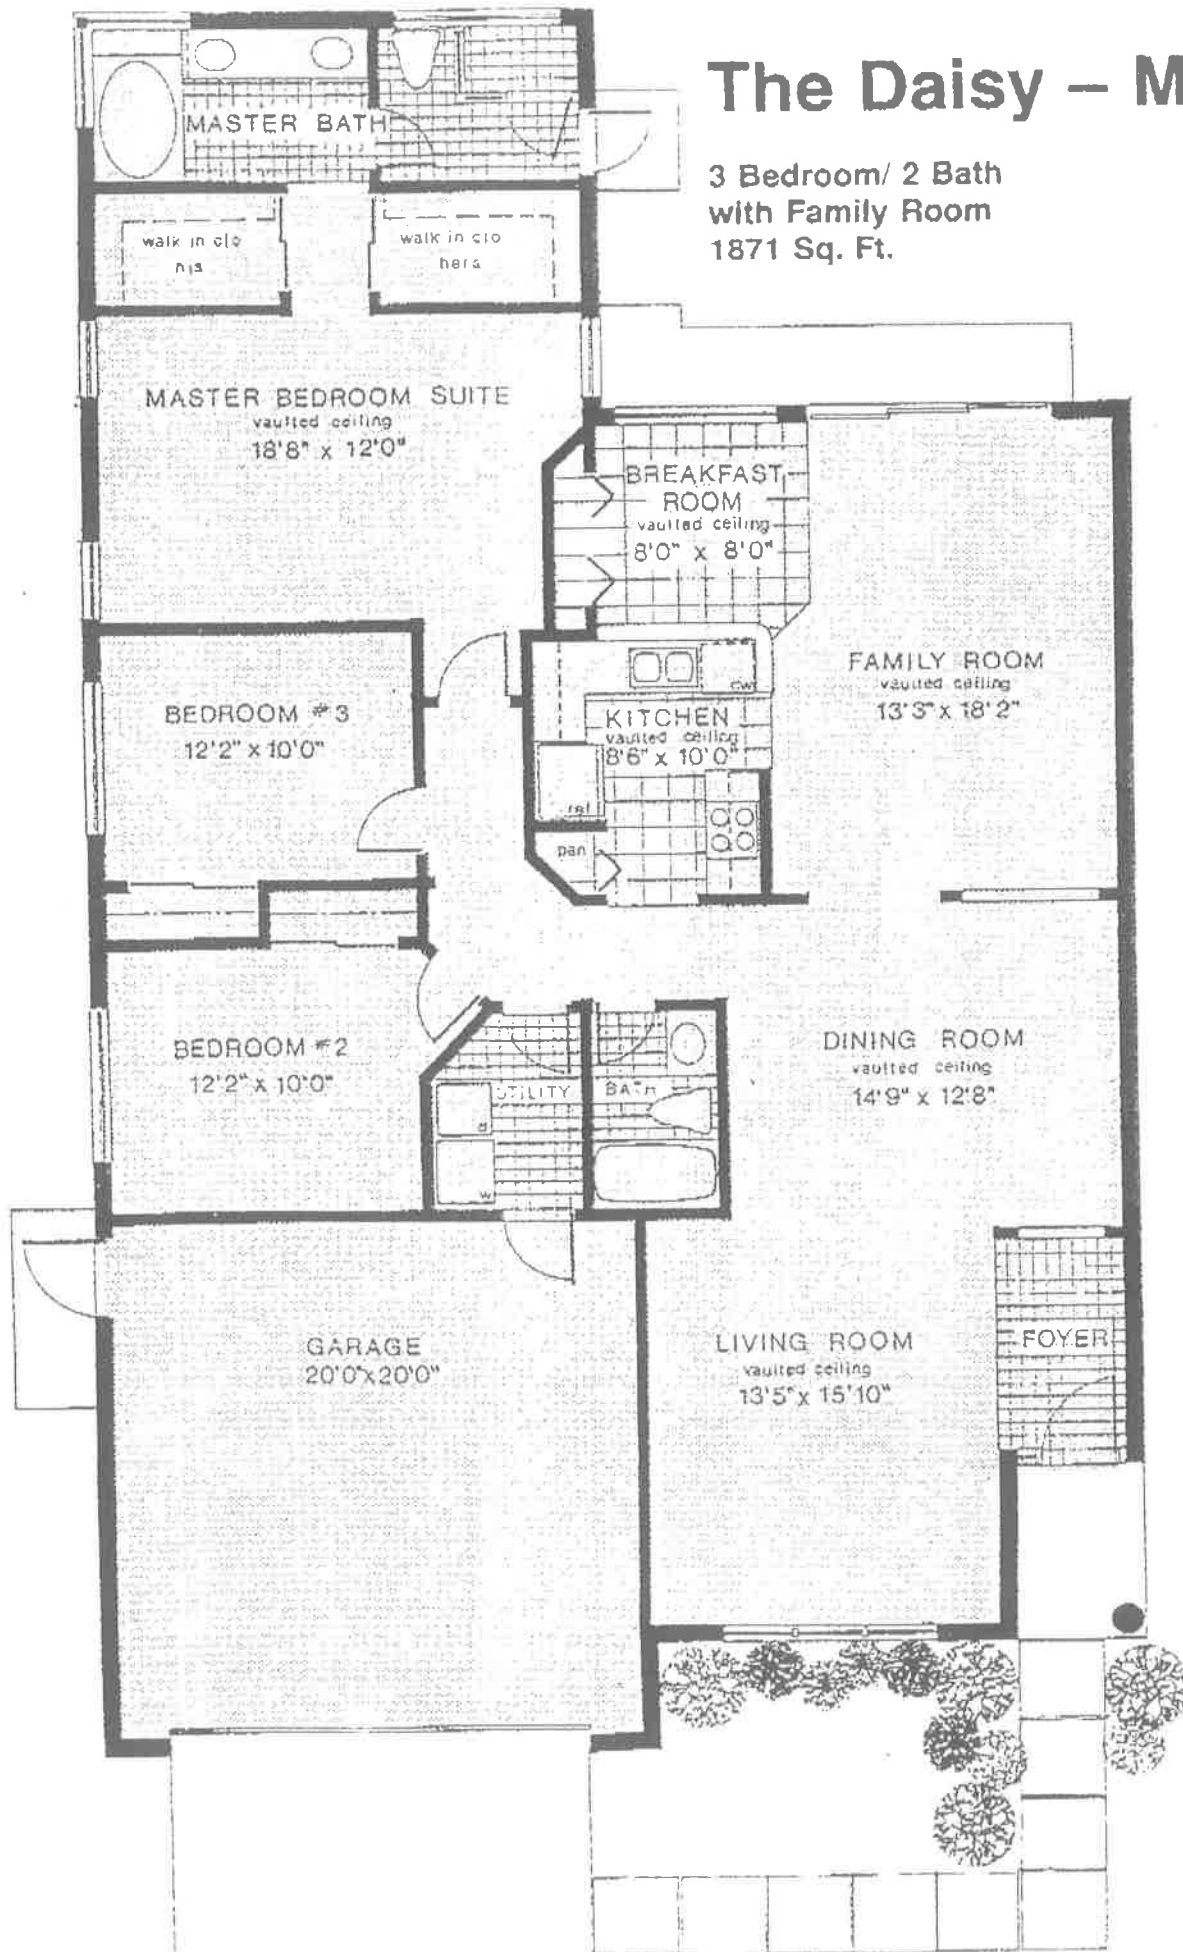 The Daisy – M
3 Bedroom/ 2 Bath
with Family Room
1871 Sq. Ft.
MASTER BATH
walk in clo
his
walk in clo
hers
MASTER BEDROOM SUITE
vaulted ceiling
18'8" x 12'0"
BREAKFAST
ROOM
vaulted ceiling
8'0" x 8'0"
FAMILY ROOM
vaulted ceiling
13'3" x 18'2"
BEDROOM #3
12'2" x 10'0"
KITCHEN
vaulted ceiling
8'6" x 10'0"
ref
pan
BEDROOM #2
12'2" x 10'0"
UTILITY
d
w
BATH
DINING ROOM
vaulted ceiling
14'9" x 12'8"
GARAGE
20'0"x20'0"
LIVING ROOM
vaulted ceiling
13'5" x 15'10"
FOYER